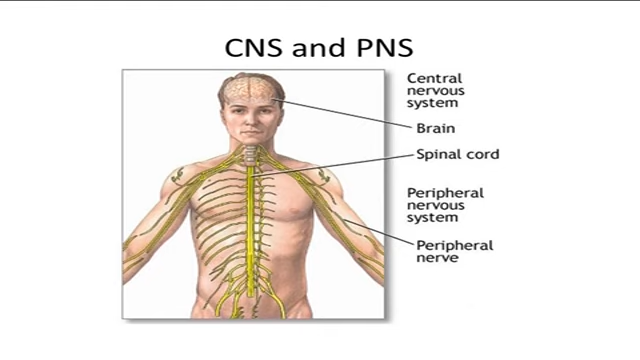 CNS and PNS
Central
nervous
system
Brain
Spinal cord
Peripheral
nervous
system
Peripheral
nerve